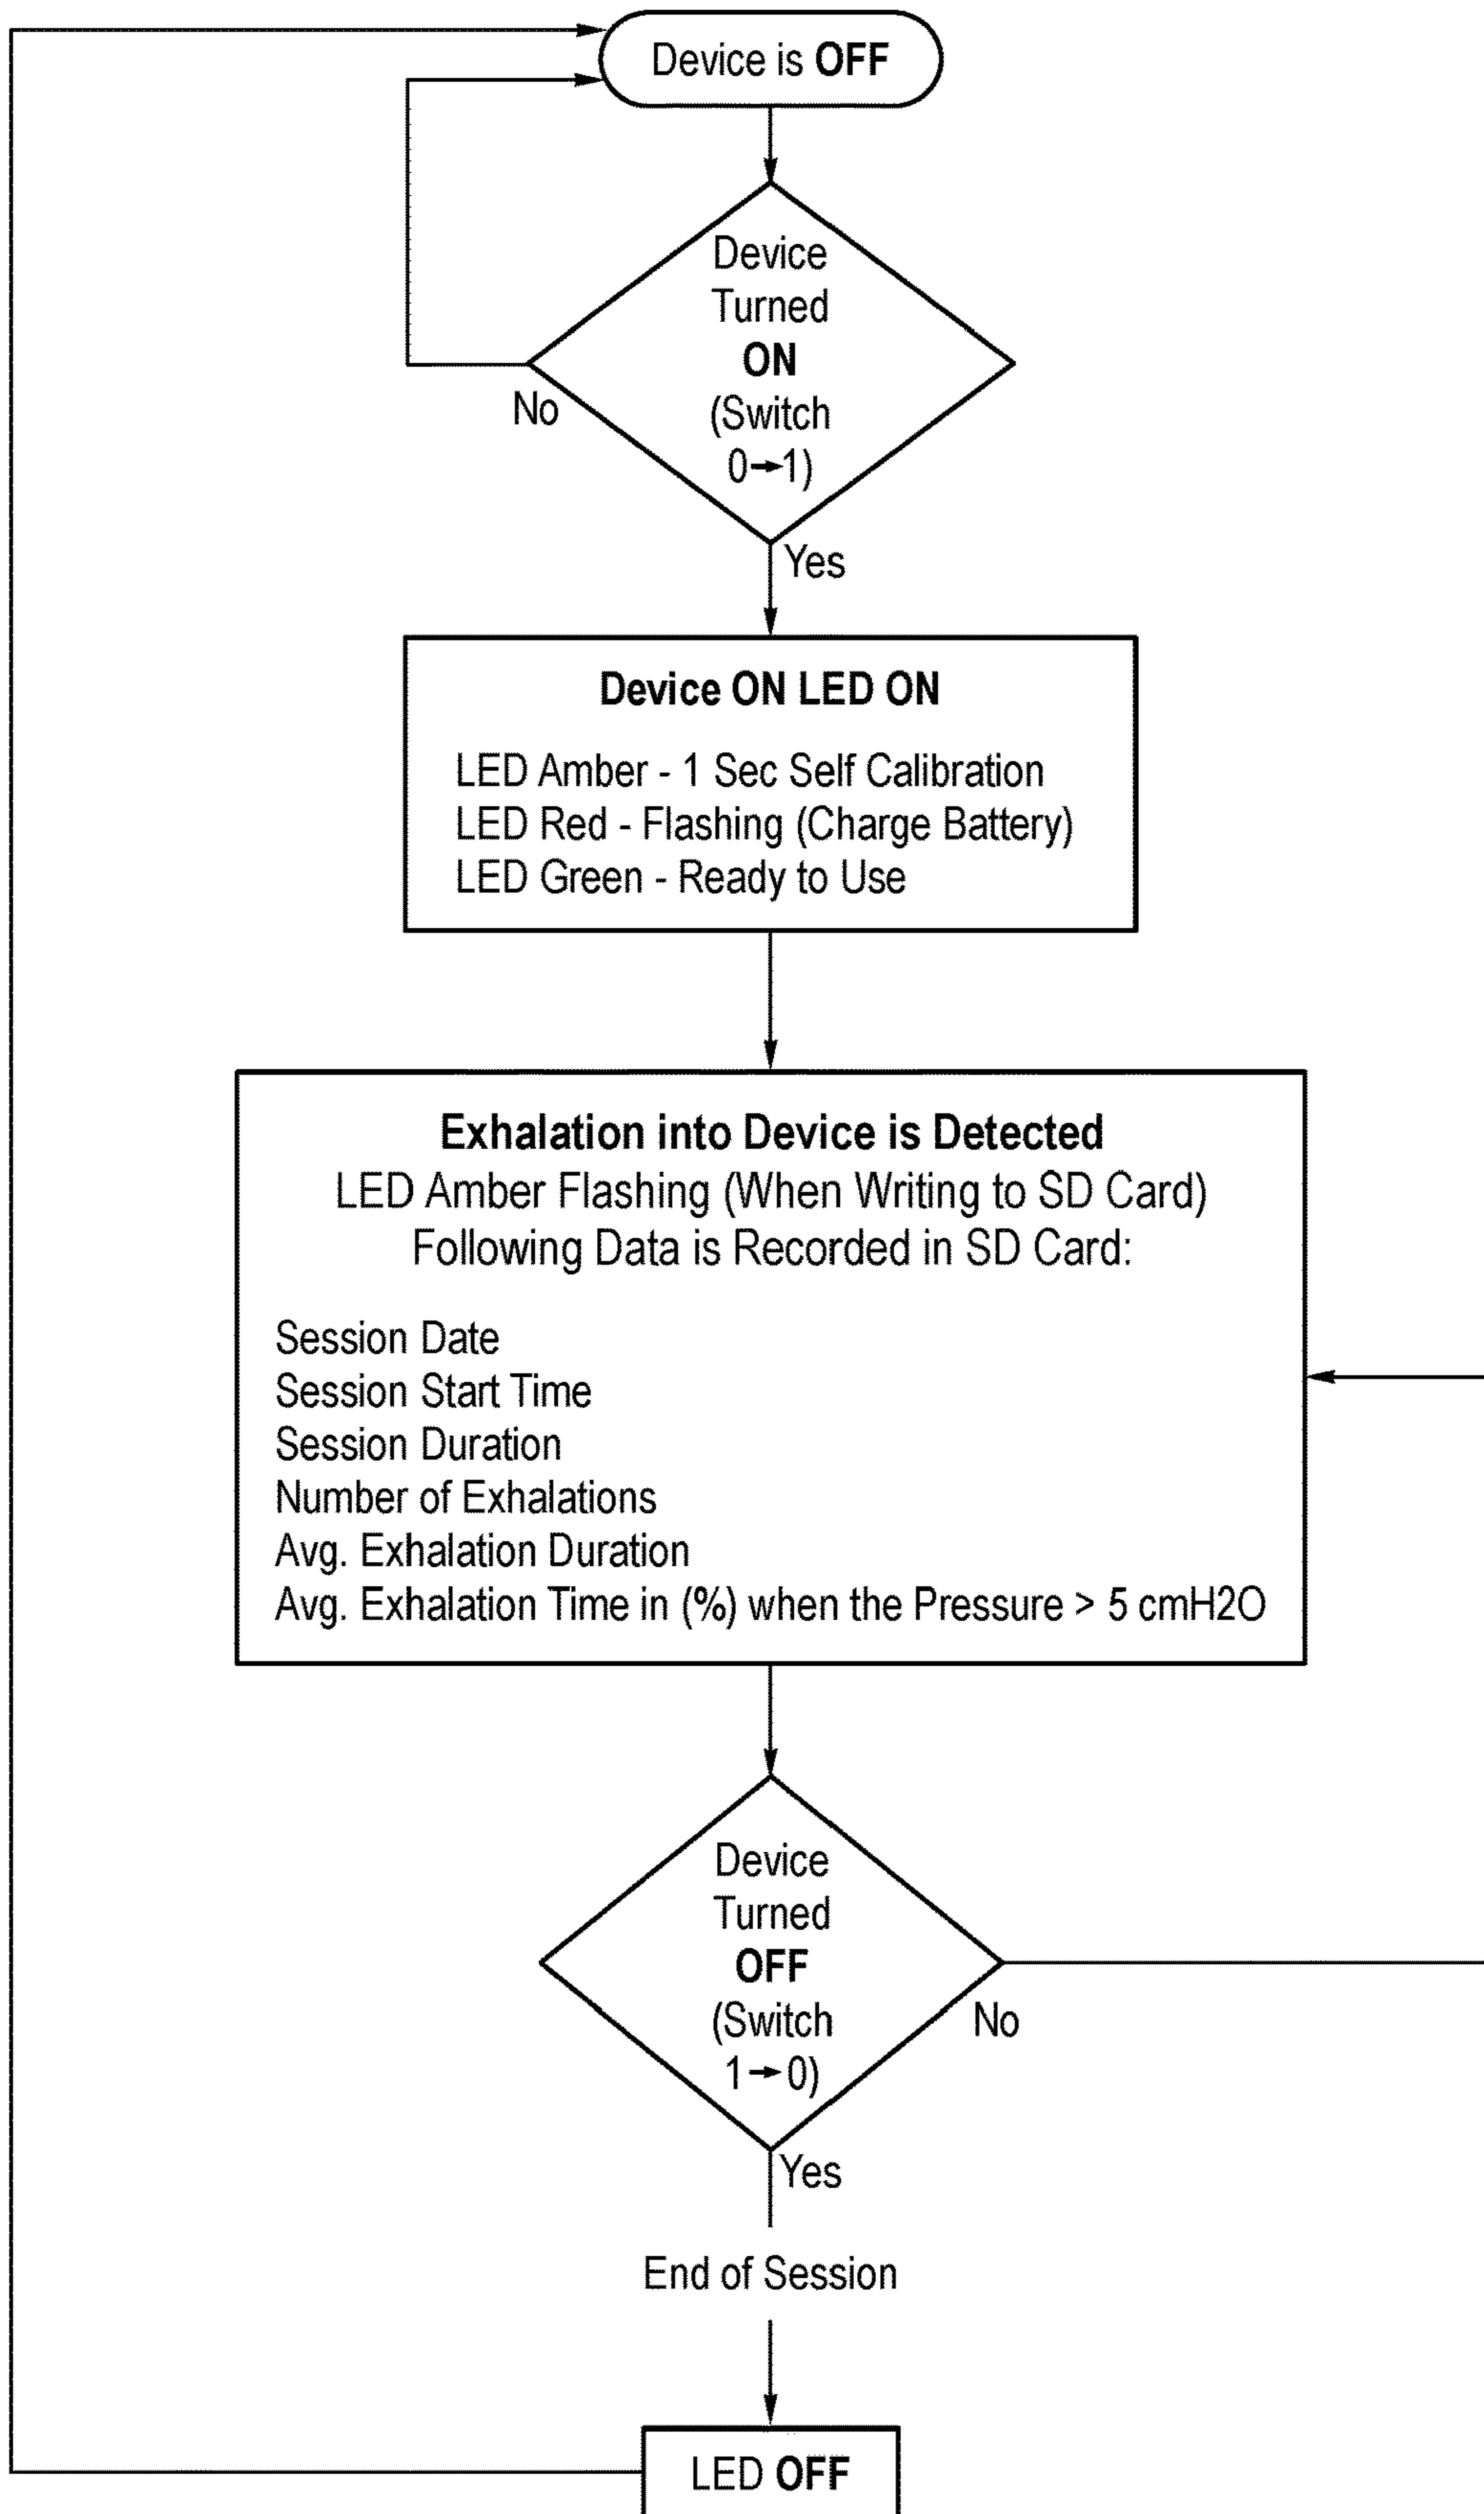 Device is OFF
Device
Turned
ON
(Switch
0→1)
No
Yes
Device ON LED ON
LED Amber - 1 Sec Self Calibration
LED Red - Flashing (Charge Battery)
LED Green - Ready to Use
Exhalation into Device is Detected
LED Amber Flashing (When Writing to SD Card)
Following Data is Recorded in SD Card:
Session Date
Session Start Time
Session Duration
Number of Exhalations
Avg. Exhalation Duration
Avg. Exhalation Time in (%) when the Pressure > 5 cmH2O
Device
Turned
OFF
(Switch
1→0)
No
Yes
End of Session
LED OFF